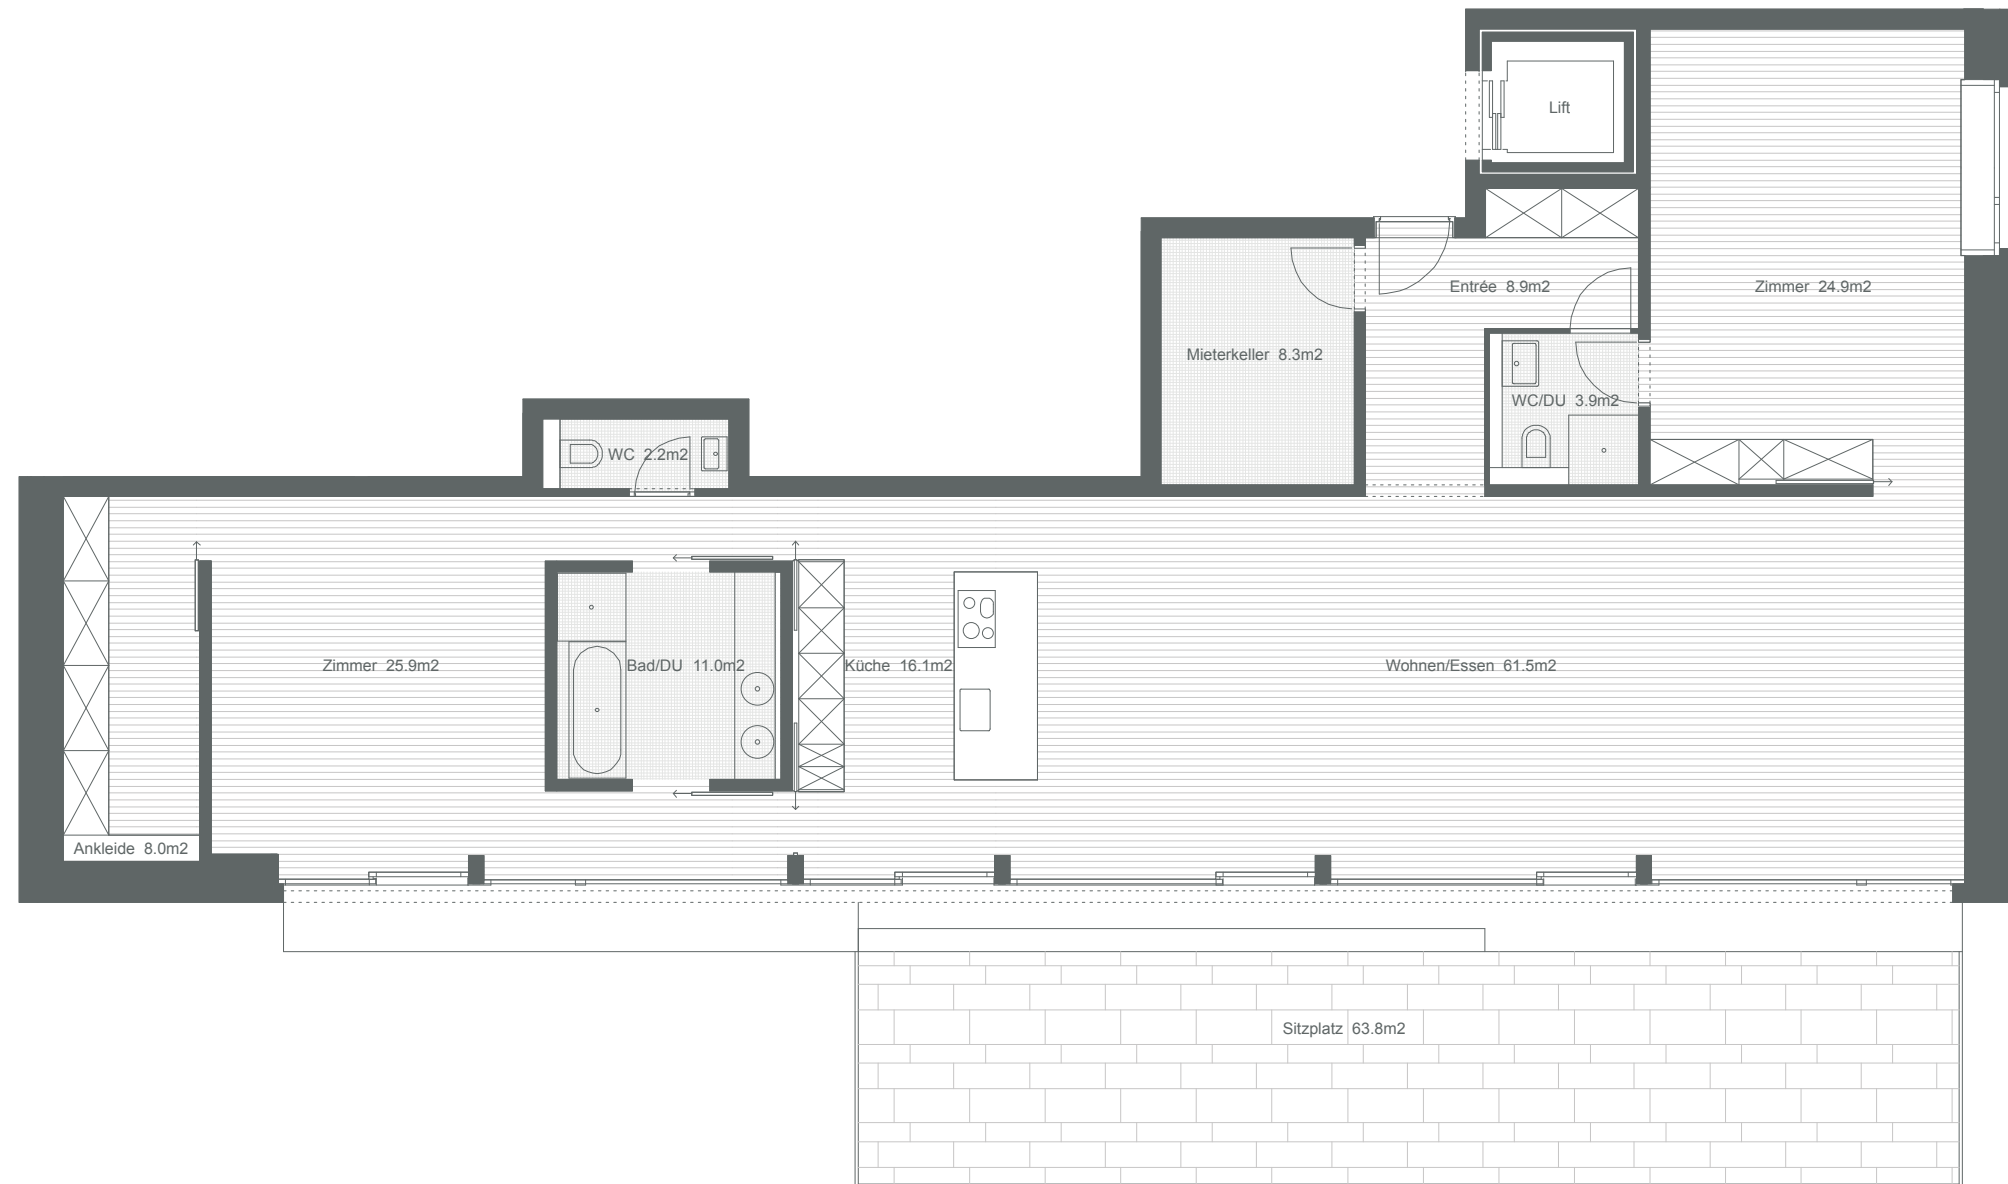 Lift
Entrée 8.9m2
Zimmer 24.9m2
Mieterkeller 8.3m2
WC/DU 3.9m2
WC 2.2m2
Zimmer 25.9m2
Bad/DU 11.0m2
Küche 16.1m2
Wohnen/Essen 61.5m2
Ankleide 8.0m2
Sitzplatz 63.8m2